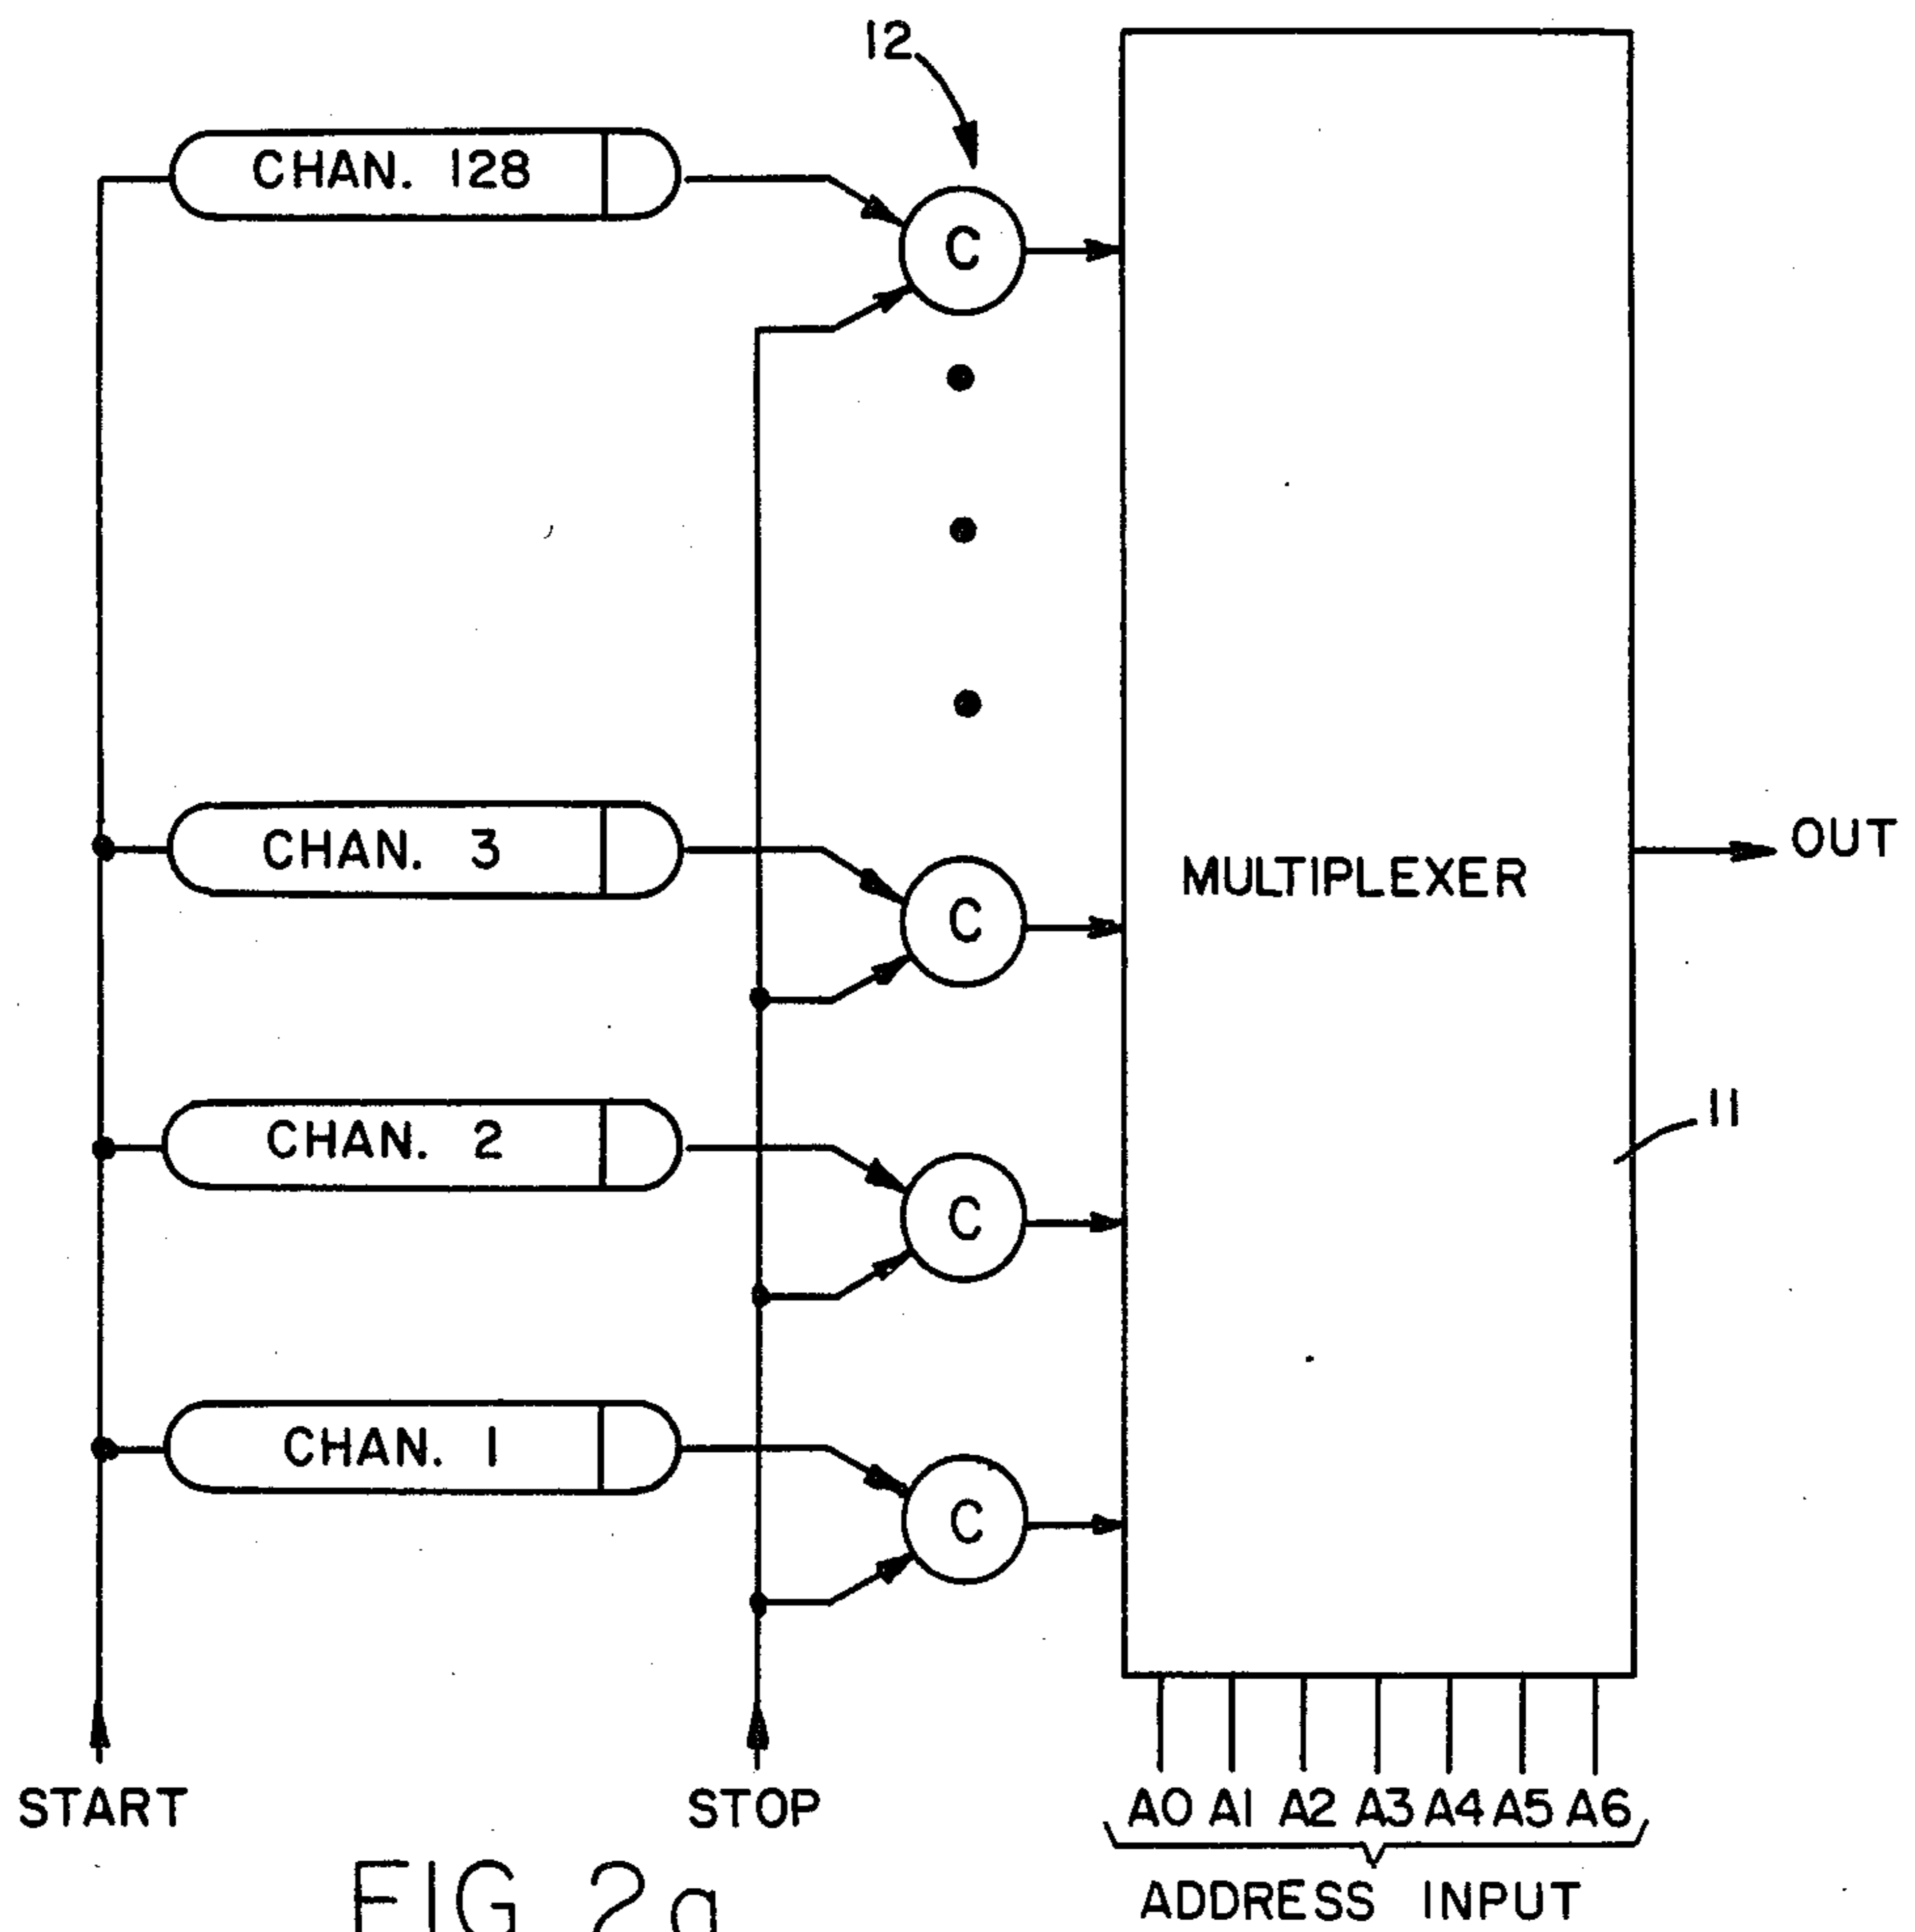 12
CHAN. 128
C
CHAN. 3
C
MULTIPLEXER
OUT
11
CHAN. 2
C
CHAN. 1
C
START
STOP
A0 A1 A2 A3 A4 A5 A6
ADDRESS INPUT
FIG 2a